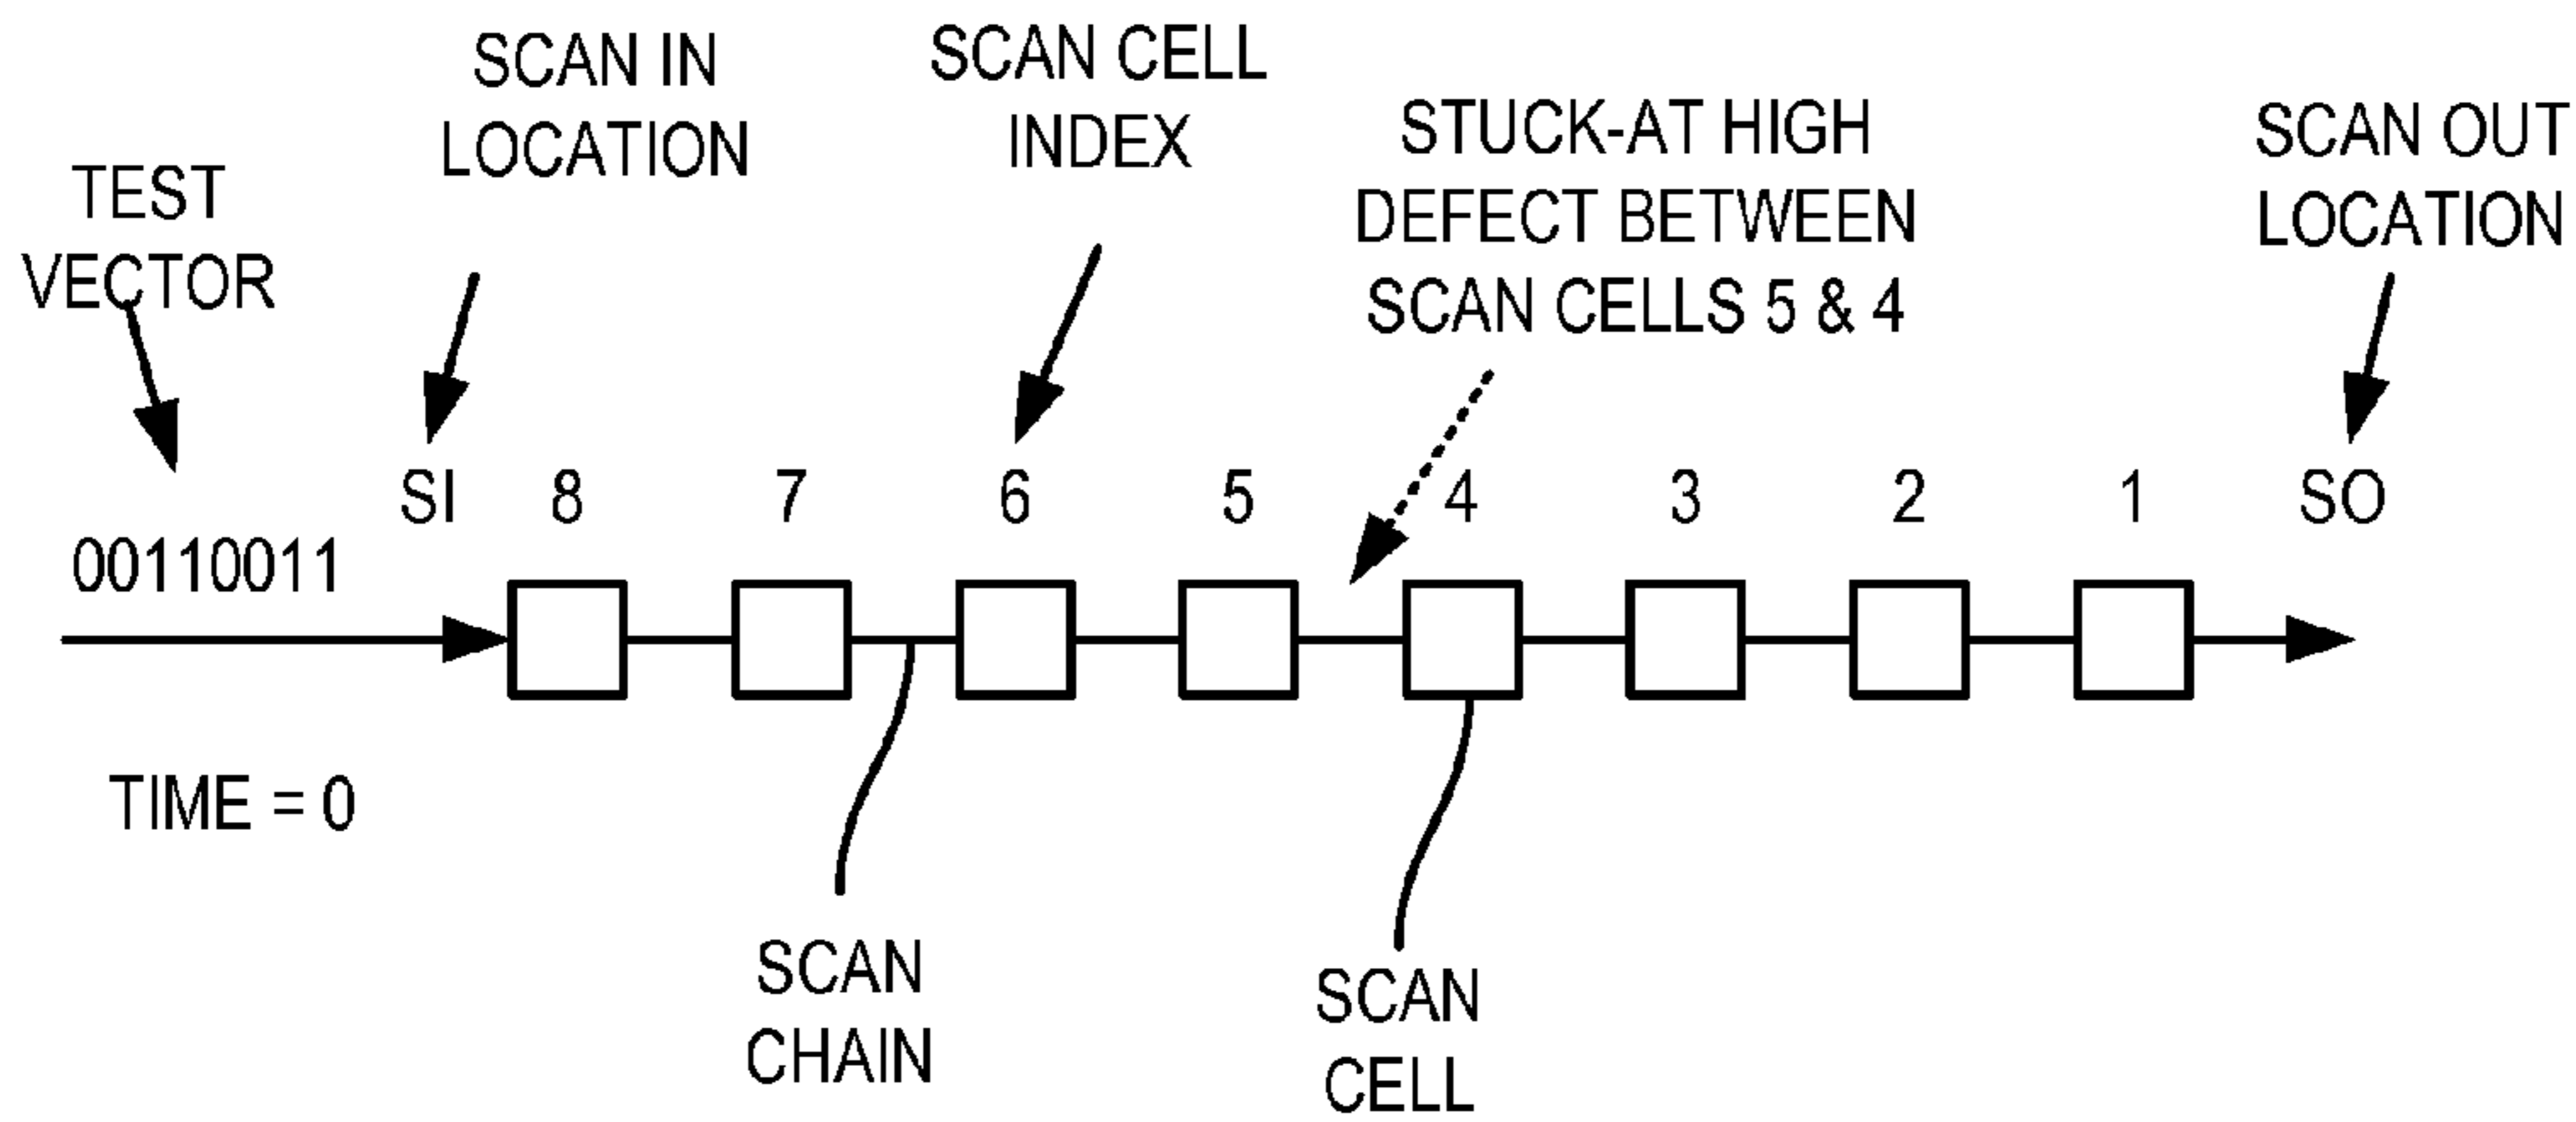 TEST
VECTOR
SCAN IN
LOCATION
SCAN CELL
INDEX
STUCK-AT HIGH
DEFECT BETWEEN
SCAN CELLS 5 & 4
SCAN OUT
LOCATION
00110011
SI 8 7 6 5 4 3 2 1 SO
TIME = 0
SCAN
CHAIN
SCAN
CELL